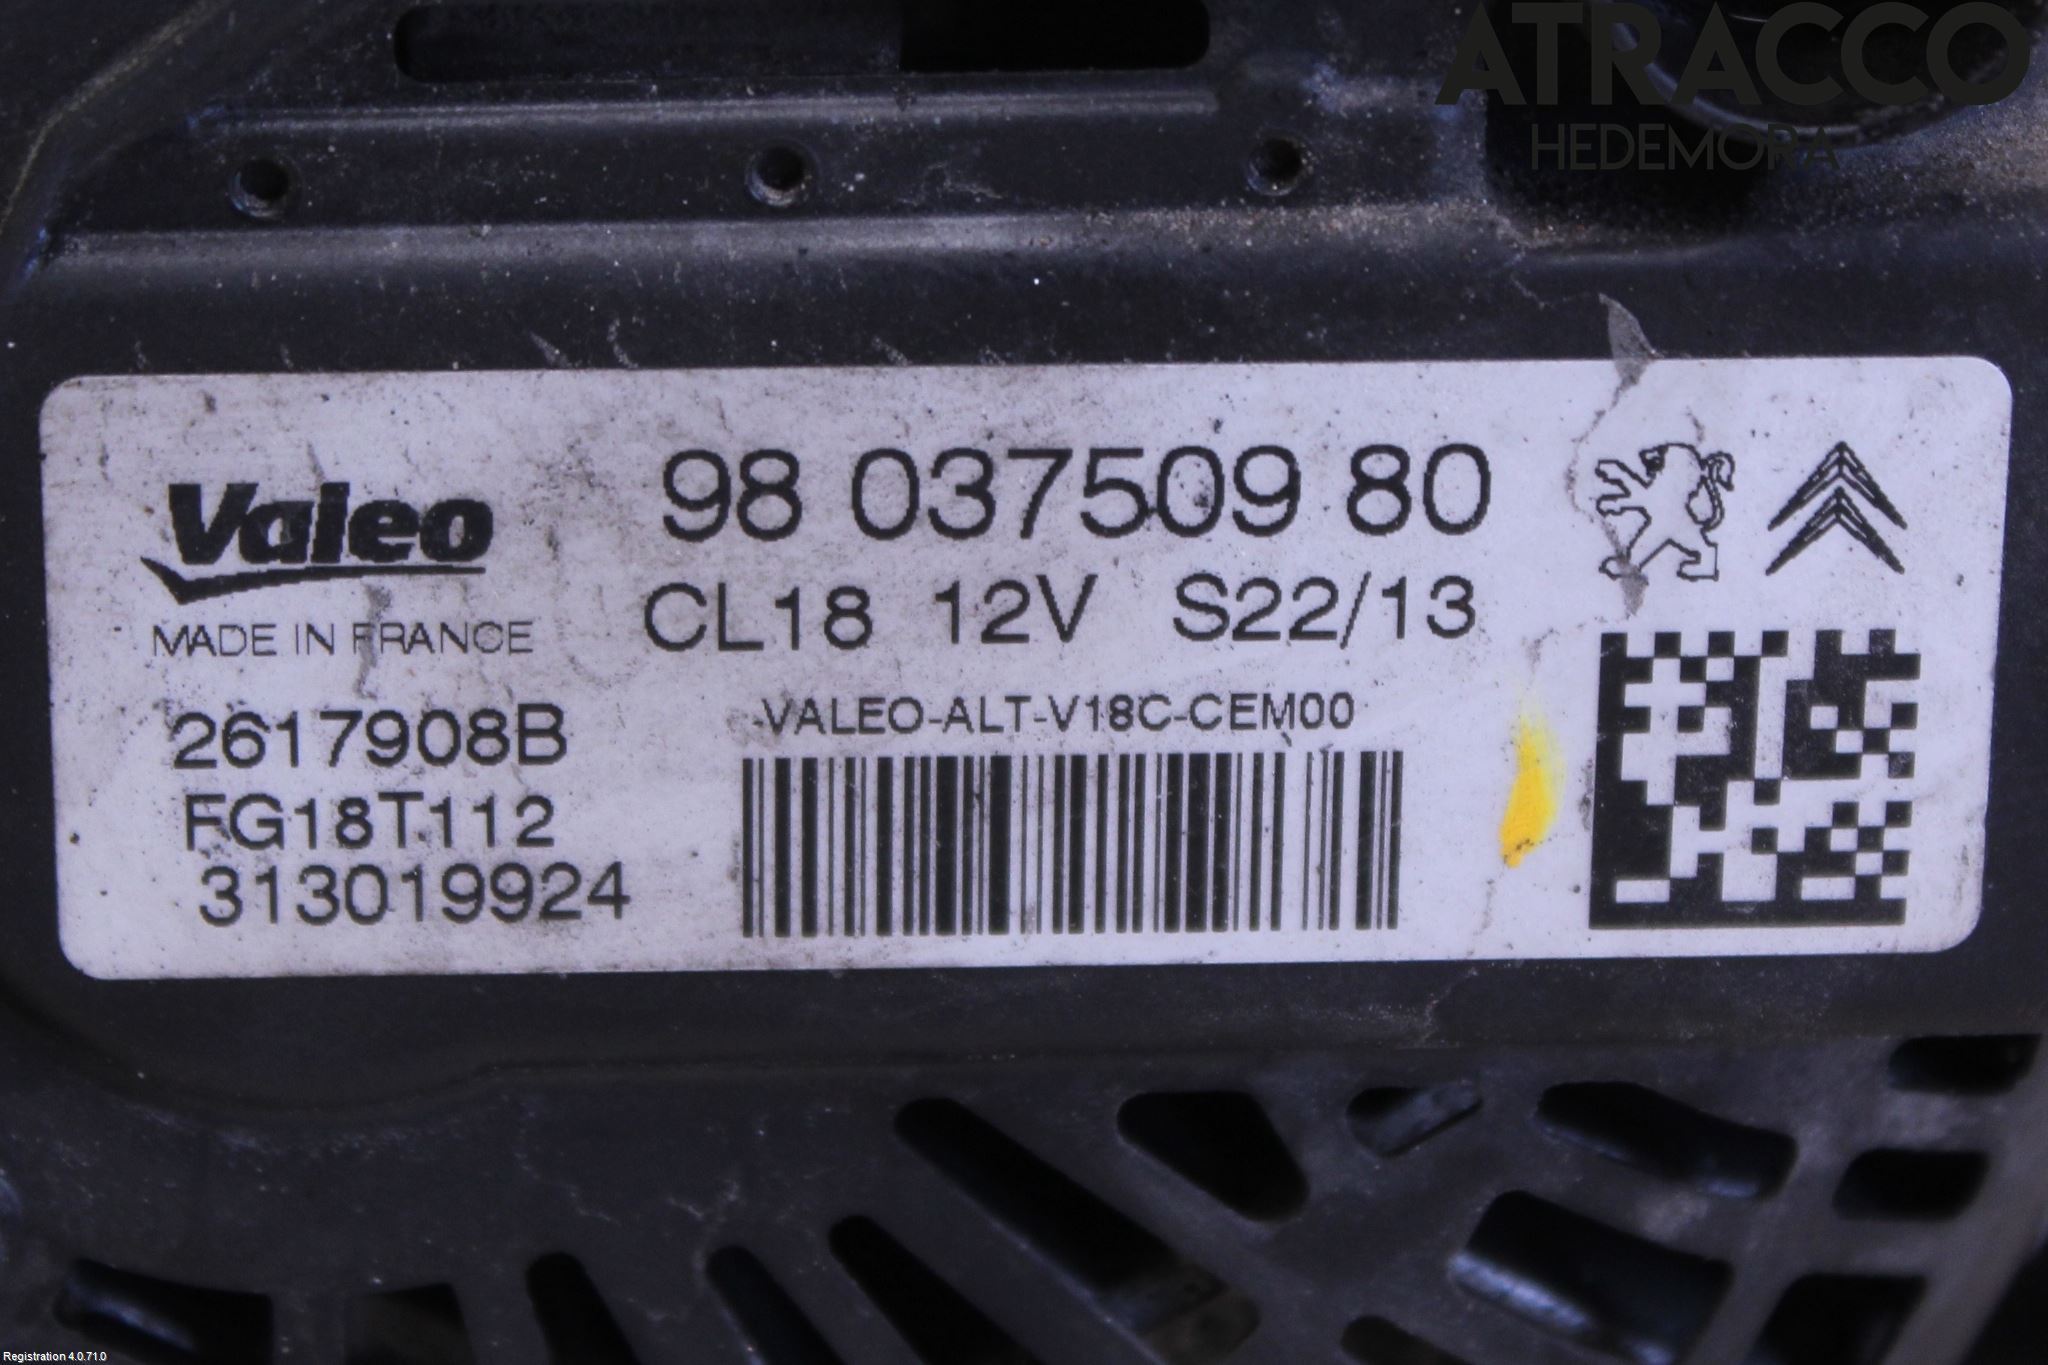 ATRACCO
HEDEMORA
Valeo
MADE IN FRANCE
98 037509 80
CL18 12V S22/13
2617908B
FG18T112
313019924
-VALEO-ALT-V18C-CEM00
Registration 4.0.71.0